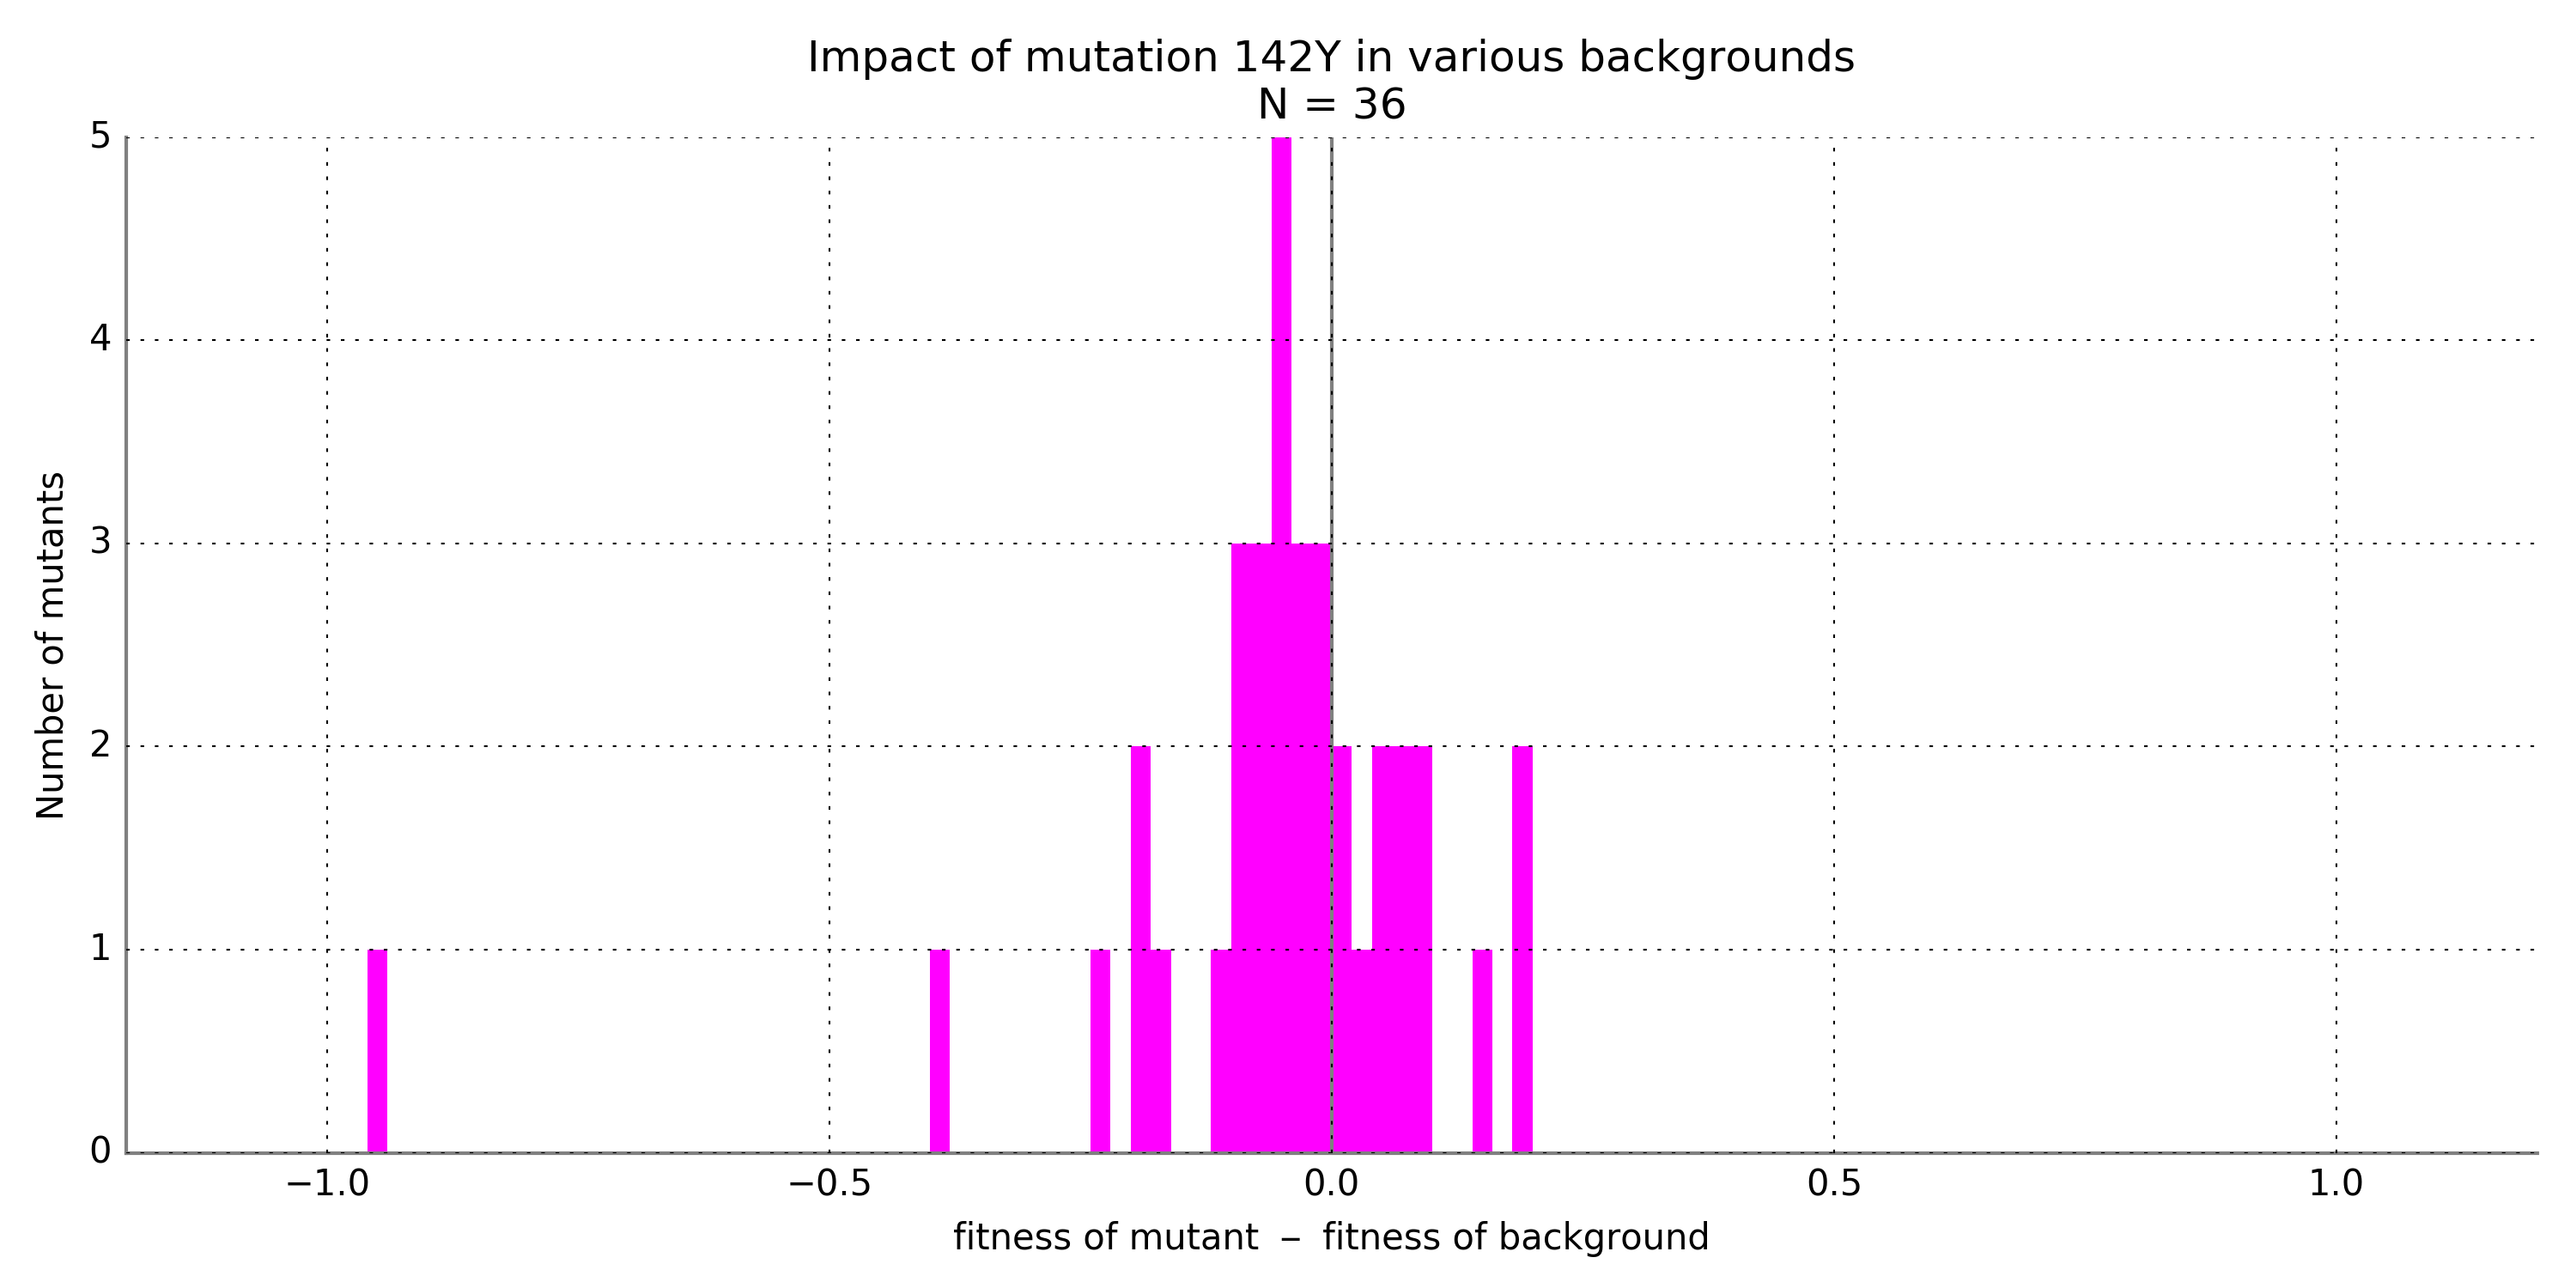 Impact of mutation 142Y in various backgrounds
N = 36
5
4
3
2
1
0
Number of mutants
−1.0 −0.5 0.0 0.5 1.0
fitness of mutant – fitness of background